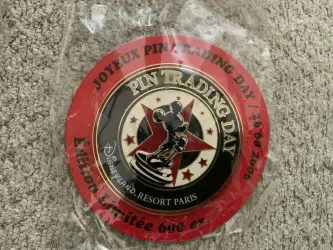 JOYEUX PIN TRADING DAY
PIN TRADING DAY
DISNEYLAND
RESORT PARIS
Édition Limitée 600 ex.